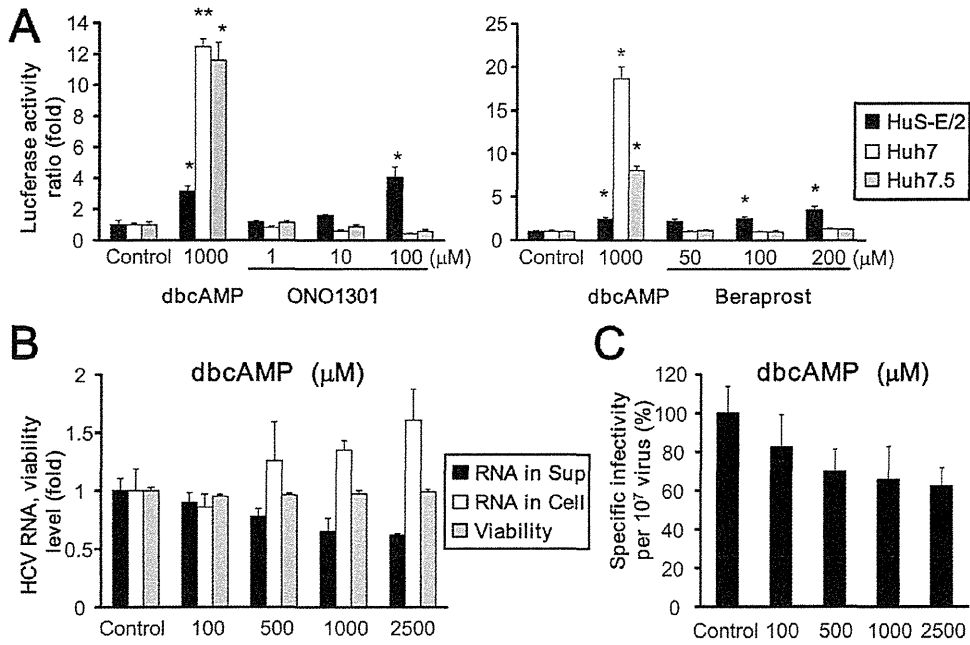 A
Luciferase activity
ratio (fold)
14
12
10
8
6
4
2
0
*
**
*
*
Control 1000 1 10 100 (μM)
dbcAMP ONO1301
25
20
15
10
5
0
*
*
*
*
*
Control 1000 50 100 200 (μM)
dbcAMP Beraprost
HuS-E/2
Huh7
Huh7.5
B
dbcAMP (μM)
HCV RNA, viability
level (fold)
2
1.5
1
0.5
0
Control 100 500 1000 2500
RNA in Sup
RNA in Cell
Viability
C
dbcAMP (μM)
Specific infectivity
per 10⁷ virus (%)
120
100
80
60
40
20
0
Control 100 500 1000 2500